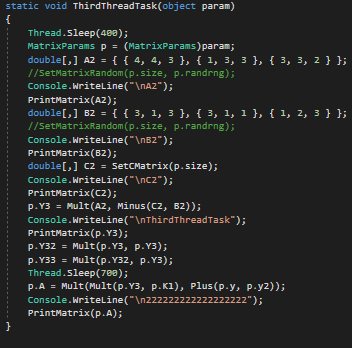 static void ThirdThreadTask(object param)
{
Thread.Sleep(400);
MatrixParams p = (MatrixParams)param;
double[,] A2 = { { 4, 4, 3 }, { 1, 3, 3 }, { 3, 3, 2 } };
//SetMatrixRandom(p.size, p.randrng);
Console.WriteLine("\nA2");
PrintMatrix(A2);
double[,] B2 = { { 3, 1, 3 }, { 3, 1, 1 }, { 1, 2, 3 } };
//SetMatrixRandom(p.size, p.randrng);
Console.WriteLine("\nB2");
PrintMatrix(B2);
double[,] C2 = SetCMatrix(p.size);
Console.WriteLine("\nC2");
PrintMatrix(C2);
p.Y3 = Mult(A2, Minus(C2, B2));
Console.WriteLine("\nThirdThreadTask");
PrintMatrix(p.Y3);
p.Y32 = Mult(p.Y3, p.Y3);
p.Y33 = Mult(p.Y32, p.Y3);
Thread.Sleep(700);
p.A = Mult(Mult(p.Y3, p.K1), Plus(p.y, p.y2));
Console.WriteLine("\n222222222222222222");
PrintMatrix(p.A);
}